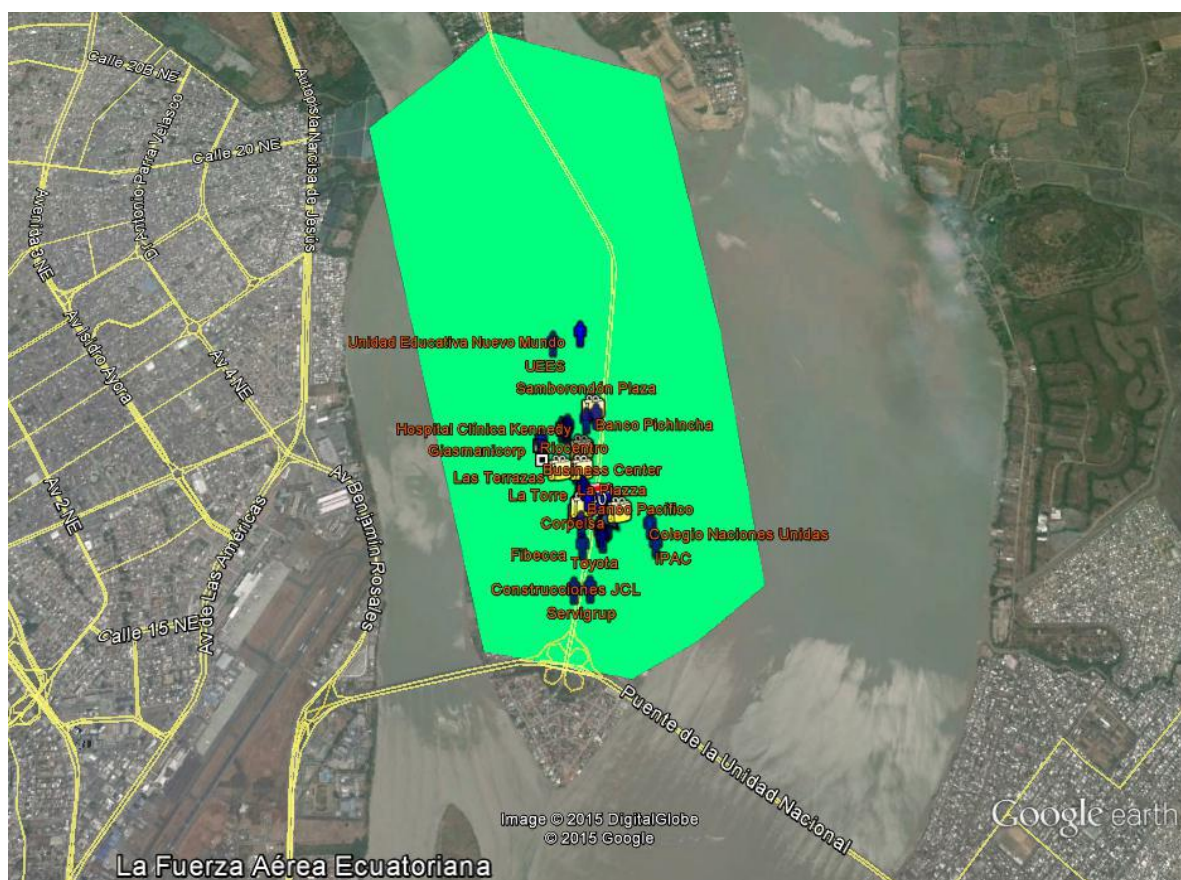 Calle 20B NE
Autopista Narcisa de Jesús
Dr Antonio Parra Velasco
Calle 20 NE
Avenida 3 NE
Av Isidro Ayora
Av 4 NE
Unidad Educativa Nuevo Mundo
UEES
Samborondón Plaza
Banco Pichincha
Hospital Clínica Kennedy
Riocentro
Glasmanicorp
Business Center
Las Terrazas
La Piazza
La Torre
Banco Pacífico
Corpelsa
Colegio Naciones Unidas
Fibecca
Toyota
IPAC
Construcciones JCL
Servigrup
Av 2 NE
Av Benjamín Rosales
Av de Las Américas
Calle 15 NE
Puente de la Unidad Nacional
Image © 2015 DigitalGlobe
© 2015 Google
Google earth
La Fuerza Aérea Ecuatoriana